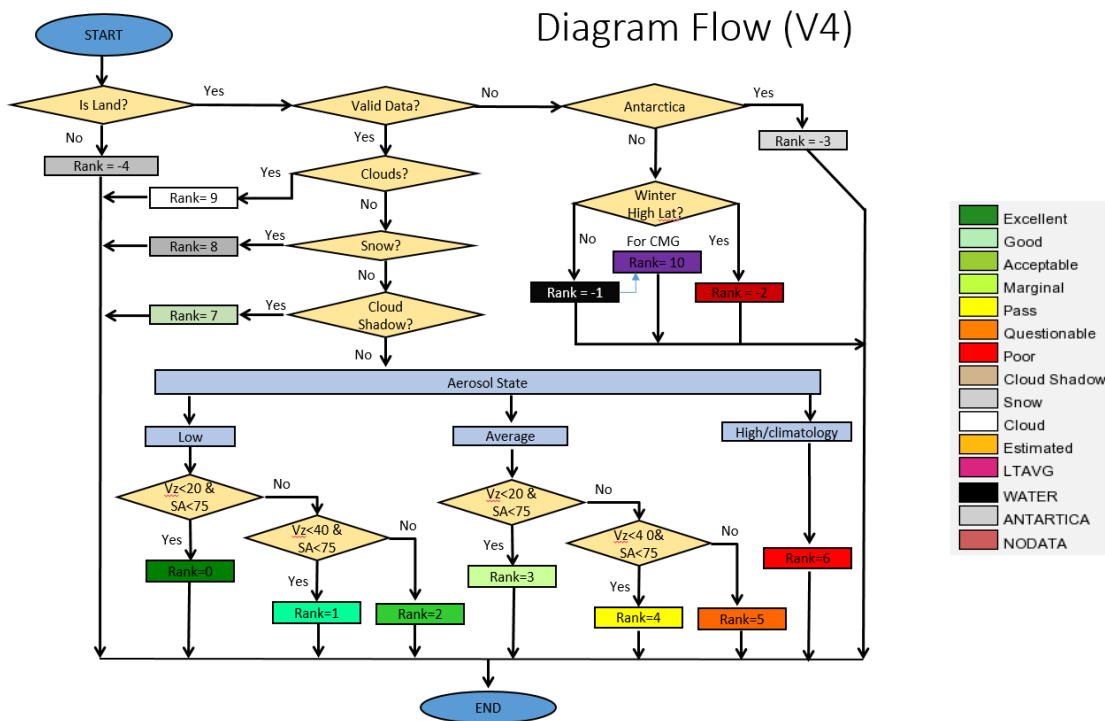 Diagram Flow (V4)
START
Is Land?
Yes
Valid Data?
No
Antarctica
Yes
No
Yes
No
Rank = -3
Rank = -4
Clouds?
Yes
Rank= 9
No
Winter
High Lat?
No
For CMG
Yes
Snow?
Yes
Rank= 8
Rank= 10
No
Rank = -1
Rank = -2
Cloud
Shadow?
Yes
Rank= 7
No
Aerosol State
Low
Average
High/climatology
Vz<20 &
SA<75
No
Vz<20 &
SA<75
No
Vz<40 &
SA<75
No
Vz<4 0&
SA<75
No
Yes
Yes
Rank=0
Rank=3
Rank=6
Yes
Yes
Rank=1
Rank=2
Rank=4
Rank=5
END
Excellent
Good
Acceptable
Marginal
Pass
Questionable
Poor
Cloud Shadow
Snow
Cloud
Estimated
LTAVG
WATER
ANTARTICA
NODATA